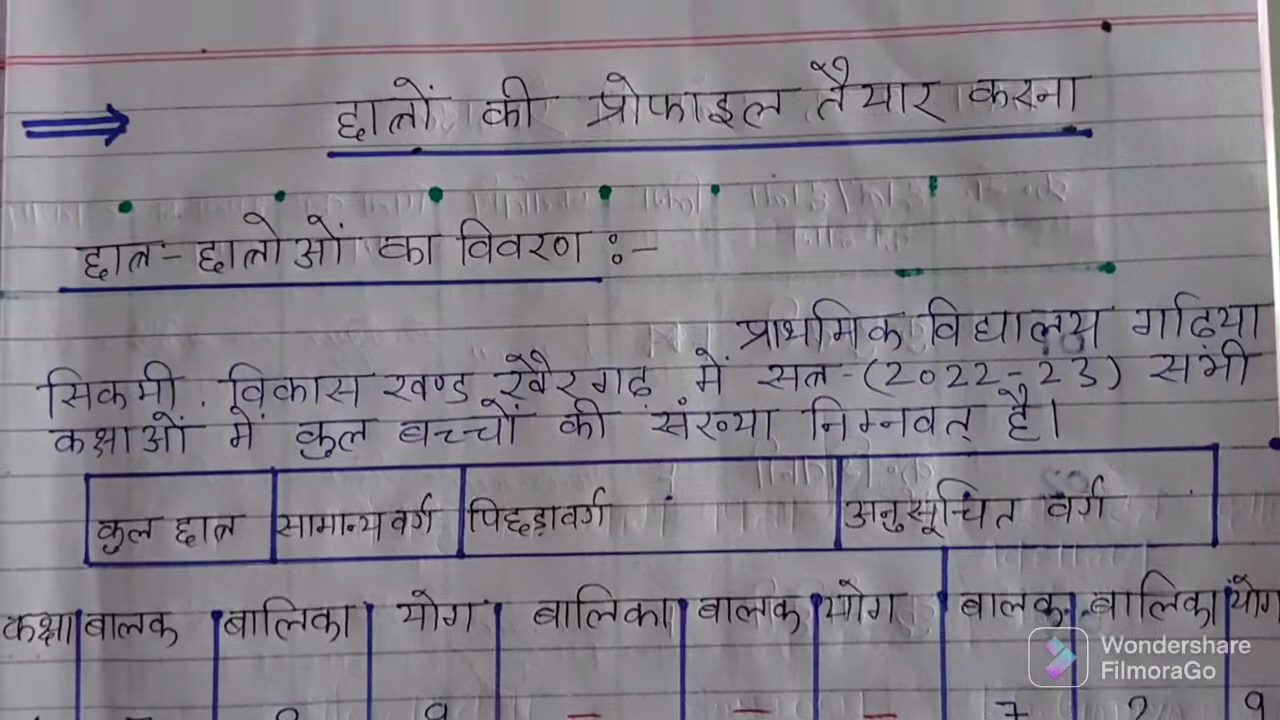 छात्रों की प्रोफाइल तैयार करना
छात्र-छात्रोओं का विवरण :-
प्राथमिक विद्यालय गढ़िया
सिकमी, विकास खण्ड खैरगढ़ में सत्र-(2022-23) सभी
कक्षाओं में कुल बच्चों की संख्या निम्नवत् है।
कुल छात्र सामान्य वर्ग पिछड़ावर्ग अनुसूचित वर्ग
कक्षा बालक बालिका योग बालिका बालक योग बालक बालिका योग
Wondershare
FilmoraGo